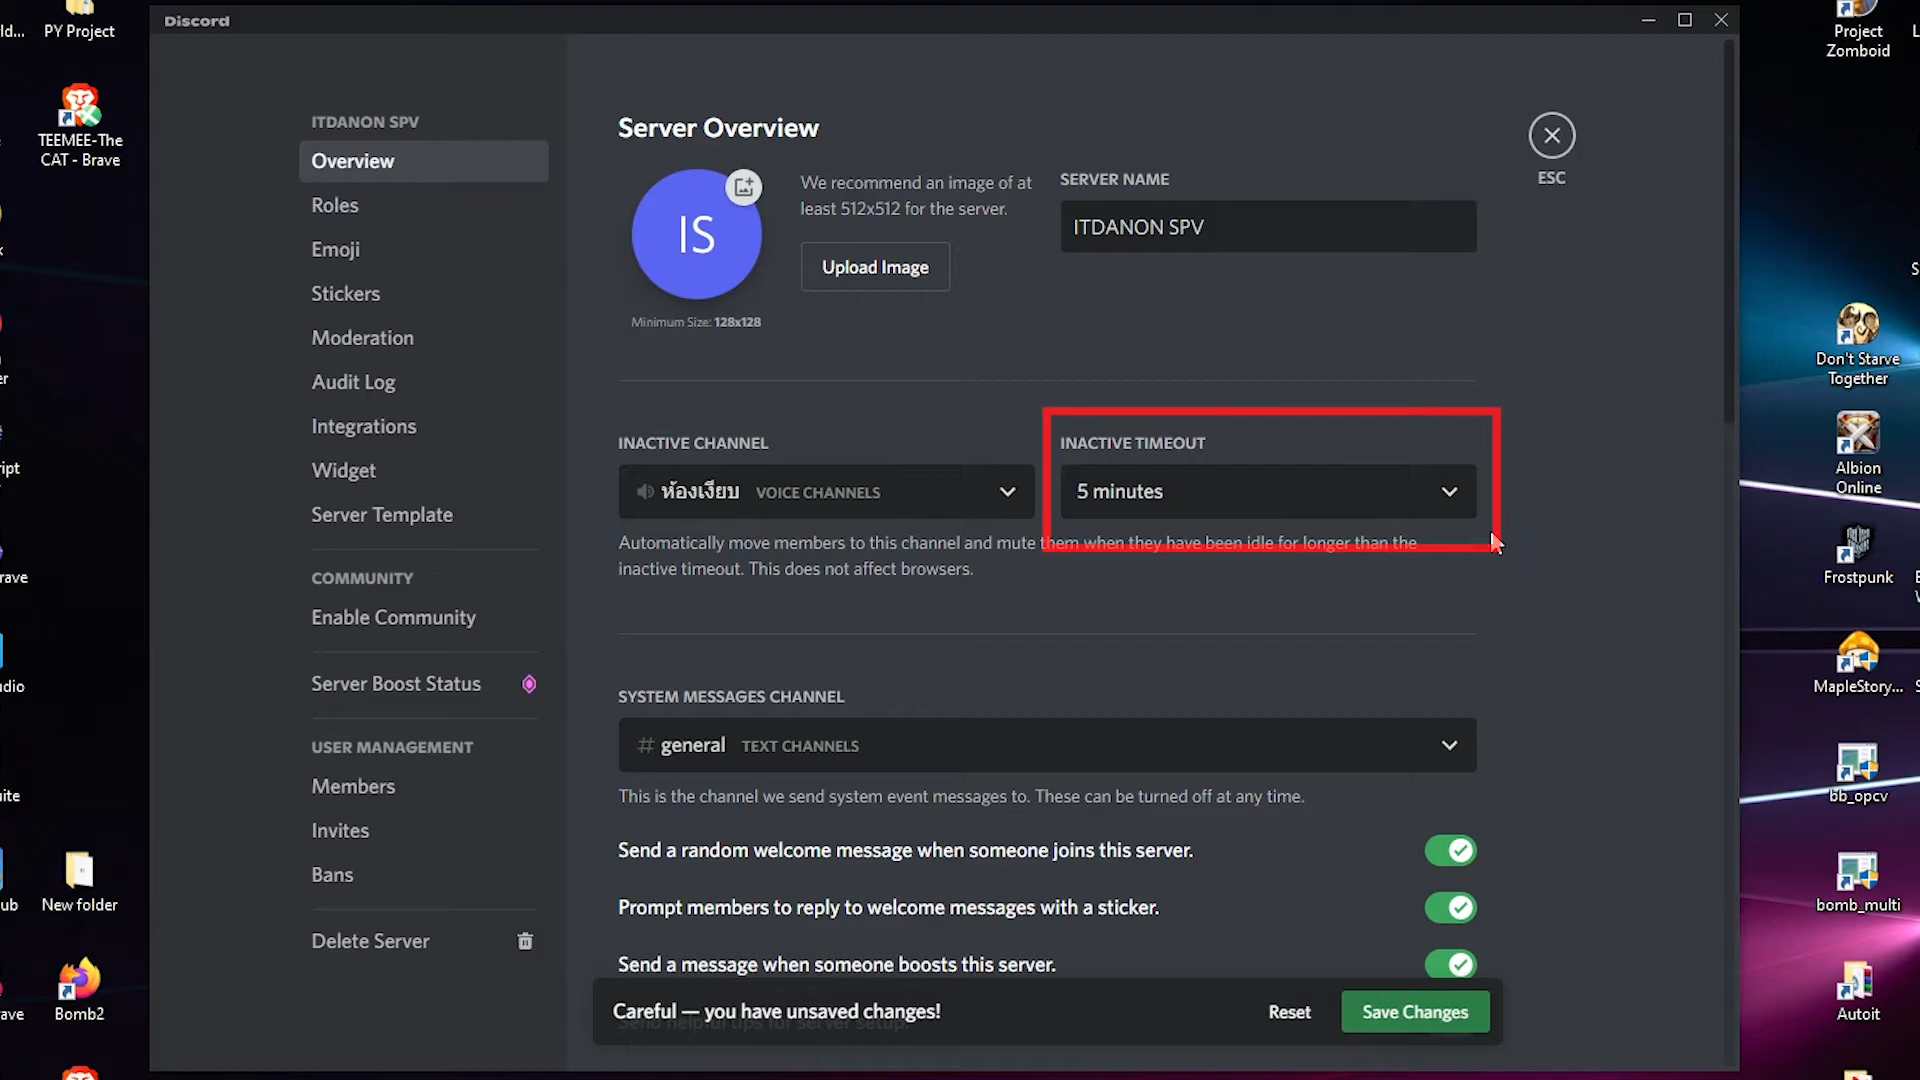 Discord
PY Project
TEEMEE-The
CAT - Brave
New folder
Bomb2
ITDANON SPV
Overview
Roles
Emoji
Stickers
Moderation
Audit Log
Integrations
Widget
Server Template
COMMUNITY
Enable Community
Server Boost Status
USER MANAGEMENT
Members
Invites
Bans
Delete Server
Server Overview
IS
Minimum Size: 128x128
We recommend an image of at
least 512x512 for the server.
Upload Image
SERVER NAME
ITDANON SPV
ESC
INACTIVE CHANNEL
ห้องเงียบ VOICE CHANNELS
INACTIVE TIMEOUT
5 minutes
Automatically move members to this channel and mute them when they have been idle for longer than the
inactive timeout. This does not affect browsers.
SYSTEM MESSAGES CHANNEL
# general TEXT CHANNELS
This is the channel we send system event messages to. These can be turned off at any time.
Send a random welcome message when someone joins this server.
Prompt members to reply to welcome messages with a sticker.
Send a message when someone boosts this server.
Careful — you have unsaved changes!
Reset
Save Changes
Send helpful tips for server setup.
Project
Zomboid
Don't Starve
Together
Albion
Online
Frostpunk
MapleStory...
bb_opcv
bomb_multi
Autoit